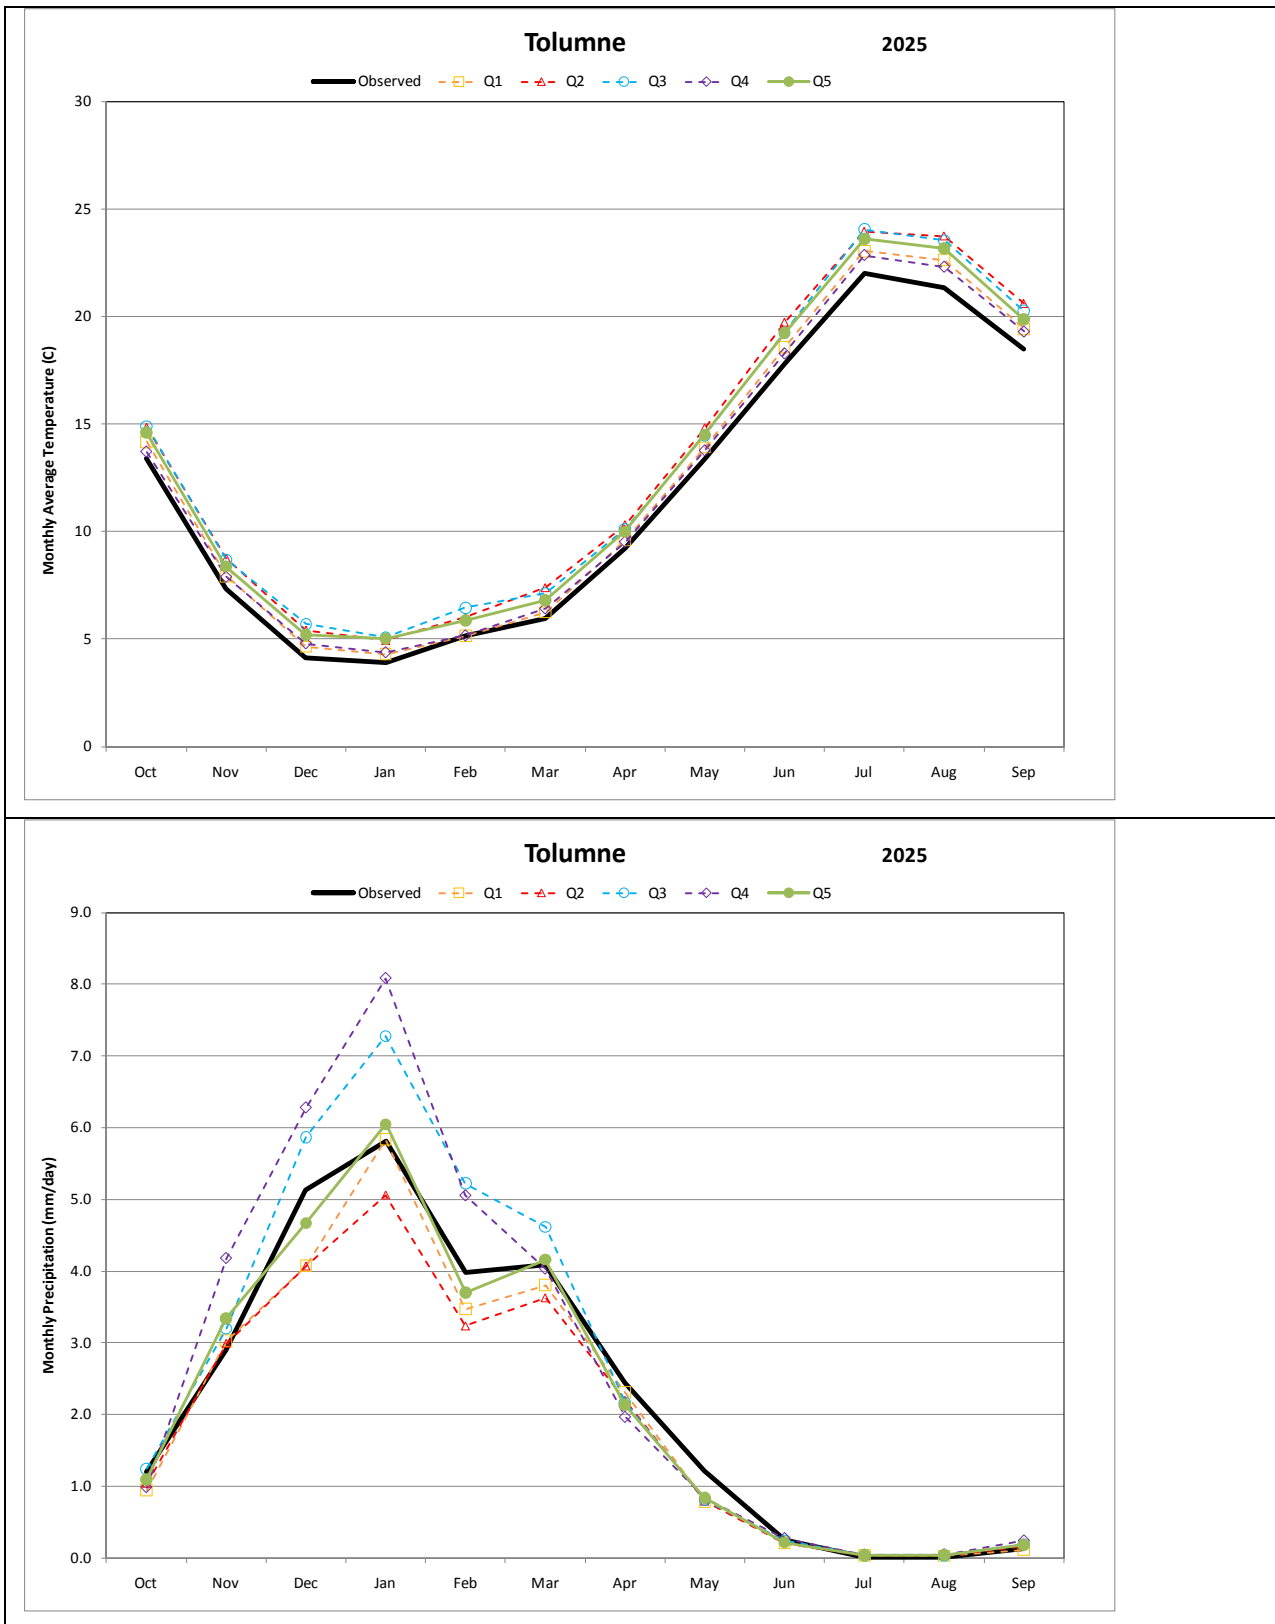 Tolumne 2025
Observed Q1 Q2 Q3 Q4 Q5
30
25
20
15
10
5
0
Monthly Average Temperature (C)
Oct Nov Dec Jan Feb Mar Apr May Jun Jul Aug Sep
Tolumne 2025
Observed Q1 Q2 Q3 Q4 Q5
9.0
8.0
7.0
6.0
5.0
4.0
3.0
2.0
1.0
0.0
Monthly Precipitation (mm/day)
Oct Nov Dec Jan Feb Mar Apr May Jun Jul Aug Sep